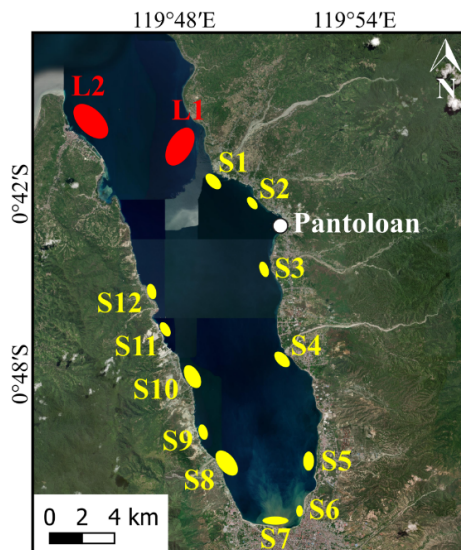 119°48′E 119°54′E
L2
L1
N
S1
S2
0°42′S
Pantoloan
S3
S12
S11
S4
S10
0°48′S
S9
S8
S5
S6
S7
0 2 4 km